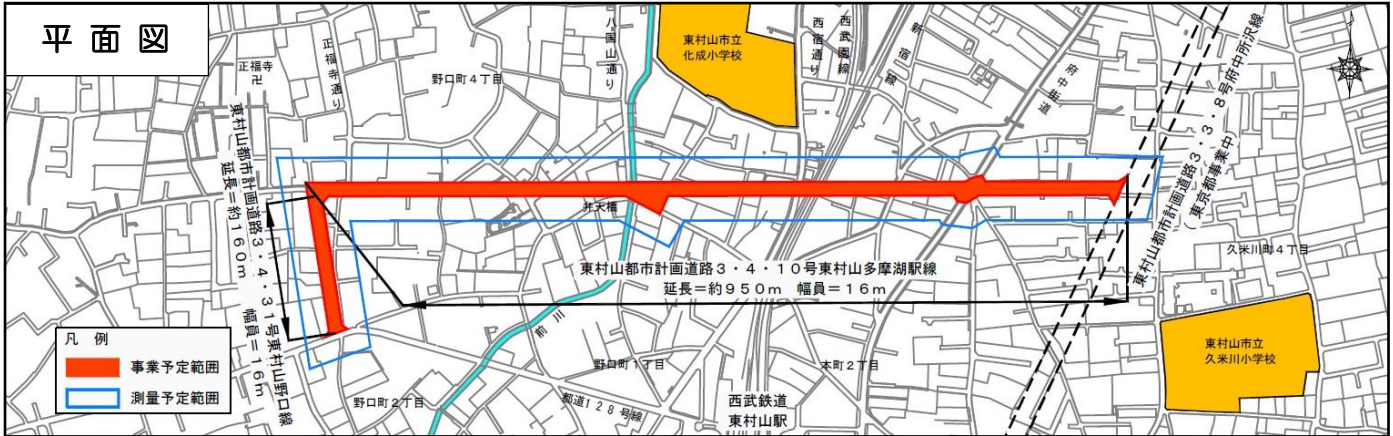 平面図
正福寺
卍
正福寺通り
野口町4丁目
八国山通り
東村山市立
化成小学校
西宿通り
西武園線
新宿線
府中街道
東村山都市計画道路3・3・8号府中所沢線
(東京都事業中)
東村山都市計画道路3・4・31号東村山野口線
延長=約160m 幅員=16m
弁天橋
東村山都市計画道路3・4・10号東村山多摩湖駅線
延長=約950m 幅員=16m
久米川町4丁目
凡例
事業予定範囲
測量予定範囲
前川
野口町1丁目
本町2丁目
東村山市立
久米川小学校
野口町2丁目
都道128号線
西武鉄道
東村山駅